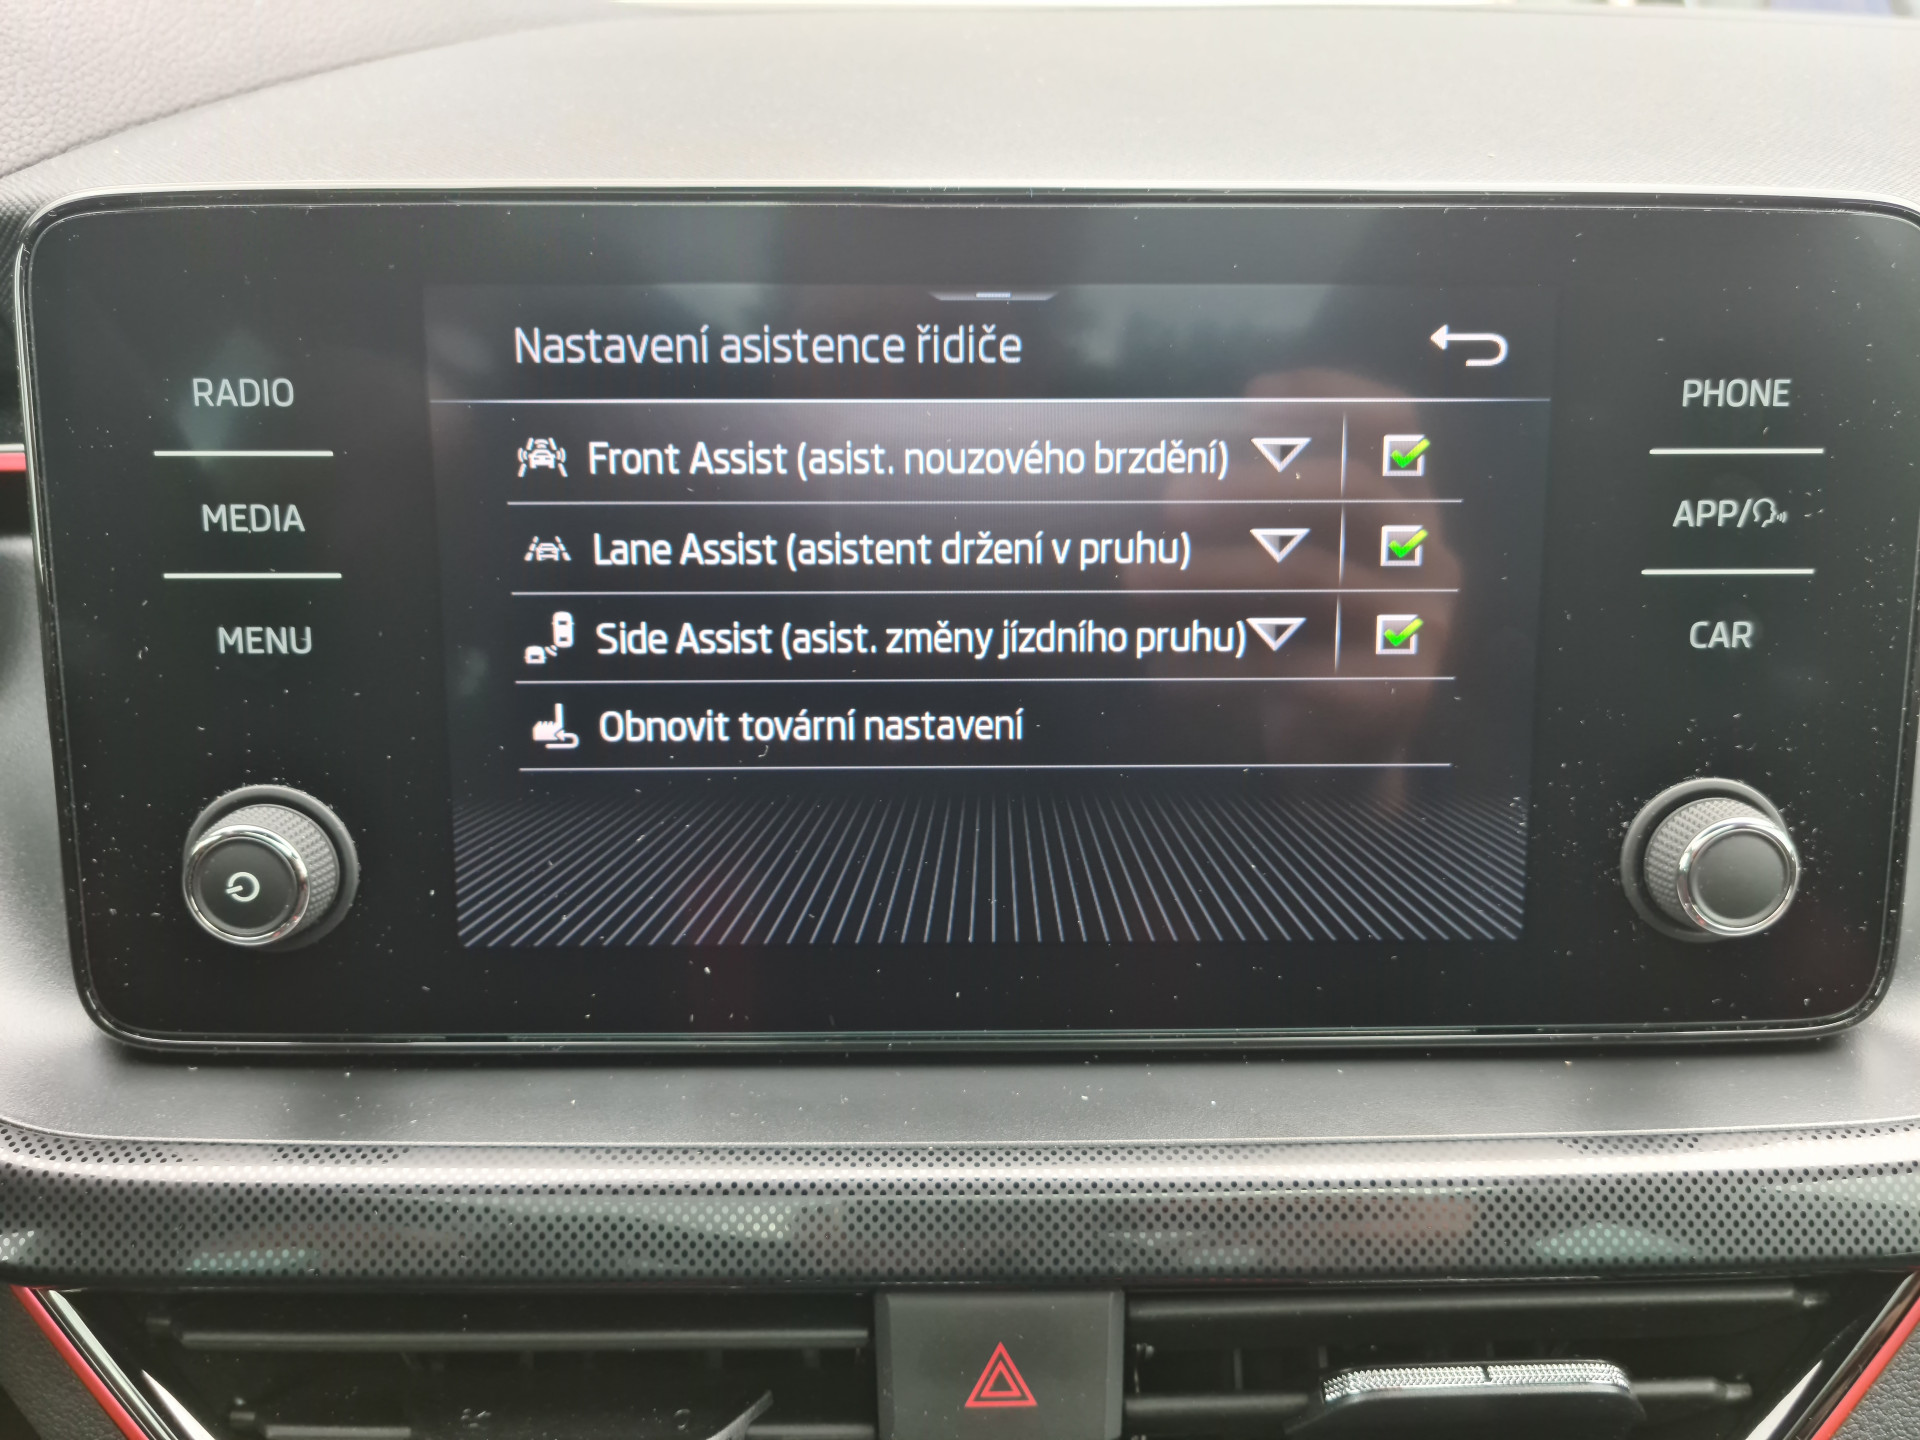 Nastavení asistence řidiče
RADIO
MEDIA
MENU
Front Assist (asist. nouzového brzdění)
Lane Assist (asistent držení v pruhu)
Side Assist (asist. změny jízdního pruhu)
Obnovit tovární nastavení
PHONE
APP/
CAR